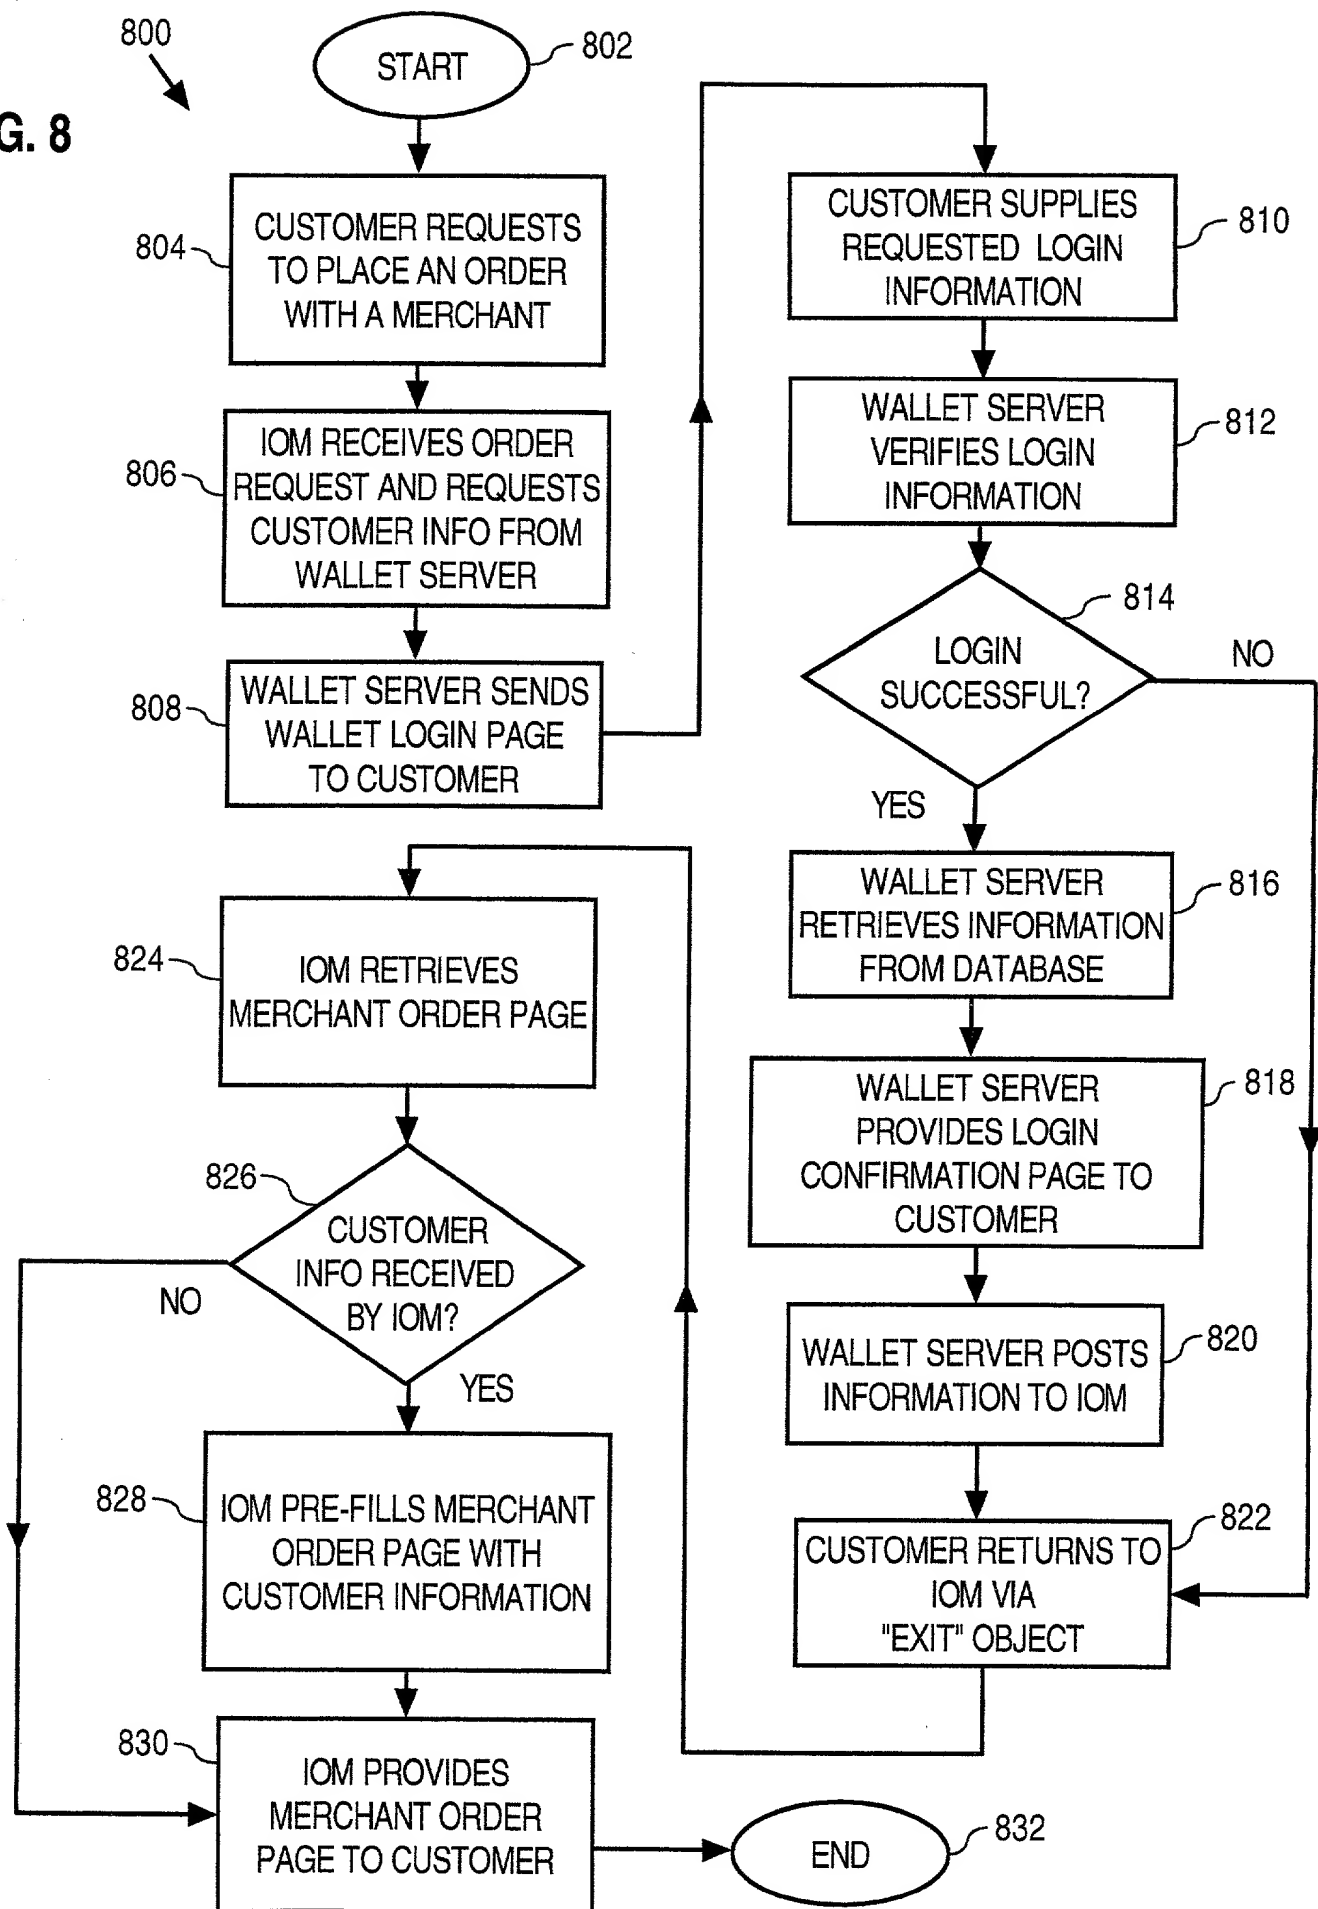 800
G. 8
START
802
804
CUSTOMER REQUESTS
TO PLACE AN ORDER
WITH A MERCHANT
806
IOM RECEIVES ORDER
REQUEST AND REQUESTS
CUSTOMER INFO FROM
WALLET SERVER
808
WALLET SERVER SENDS
WALLET LOGIN PAGE
TO CUSTOMER
CUSTOMER SUPPLIES
REQUESTED LOGIN
INFORMATION
810
WALLET SERVER
VERIFIES LOGIN
INFORMATION
812
814
LOGIN
SUCCESSFUL?
NO
YES
WALLET SERVER
RETRIEVES INFORMATION
FROM DATABASE
816
WALLET SERVER
PROVIDES LOGIN
CONFIRMATION PAGE TO
CUSTOMER
818
WALLET SERVER POSTS
INFORMATION TO IOM
820
CUSTOMER RETURNS TO
IOM VIA
"EXIT" OBJECT
822
824
IOM RETRIEVES
MERCHANT ORDER PAGE
826
CUSTOMER
INFO RECEIVED
BY IOM?
NO
YES
828
IOM PRE-FILLS MERCHANT
ORDER PAGE WITH
CUSTOMER INFORMATION
830
IOM PROVIDES
MERCHANT ORDER
PAGE TO CUSTOMER
END
832